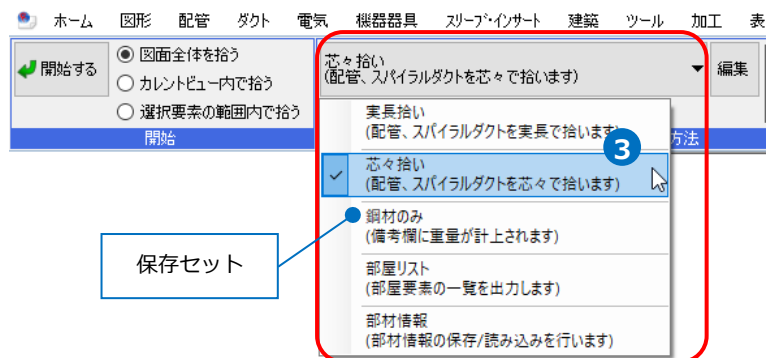 ホーム 図形 配管 ダクト 電気 機器器具 スリーブ・インサート 建築 ツール 加工 表
開始する
図面全体を拾う
カレントビュー内で拾う
選択要素の範囲内で拾う
開始
芯々拾い
(配管、スパイラルダクトを芯々で拾います)
編集
方法
実長拾い
(配管、スパイラルダクトを実長で拾います)
3
芯々拾い
(配管、スパイラルダクトを芯々で拾います)
鋼材のみ
(備考欄に重量が計上されます)
部屋リスト
(部屋要素の一覧を出力します)
部材情報
(部材情報の保存/読み込みを行います)
保存セット